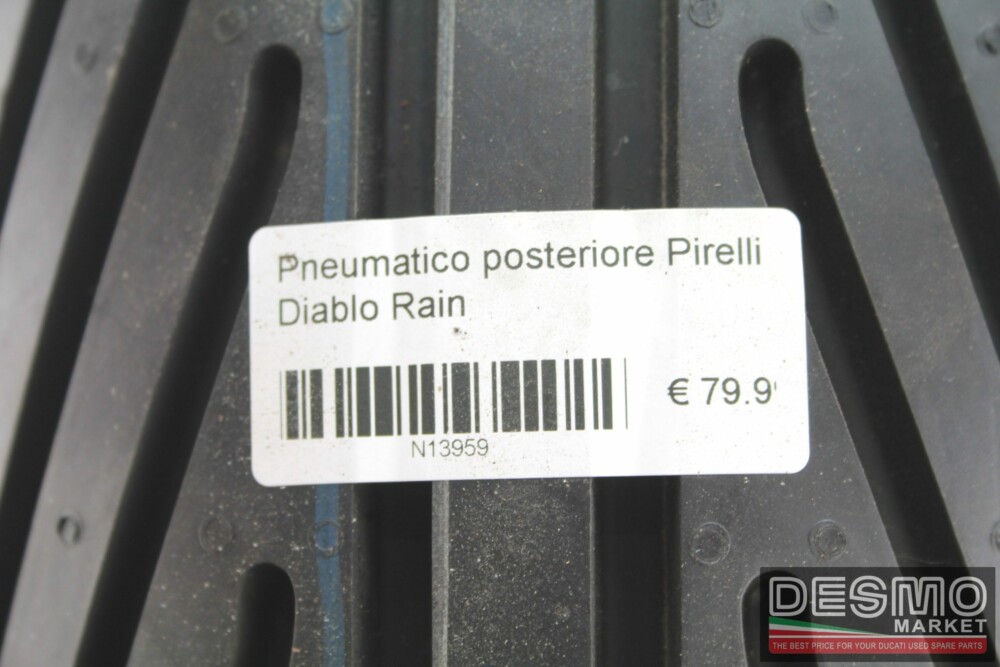 Pneumatico posteriore Pirelli
Diablo Rain
€ 79.9
N13959
DESMO
MARKET
THE BEST PRICE FOR YOUR DUCATI USED SPARE PARTS